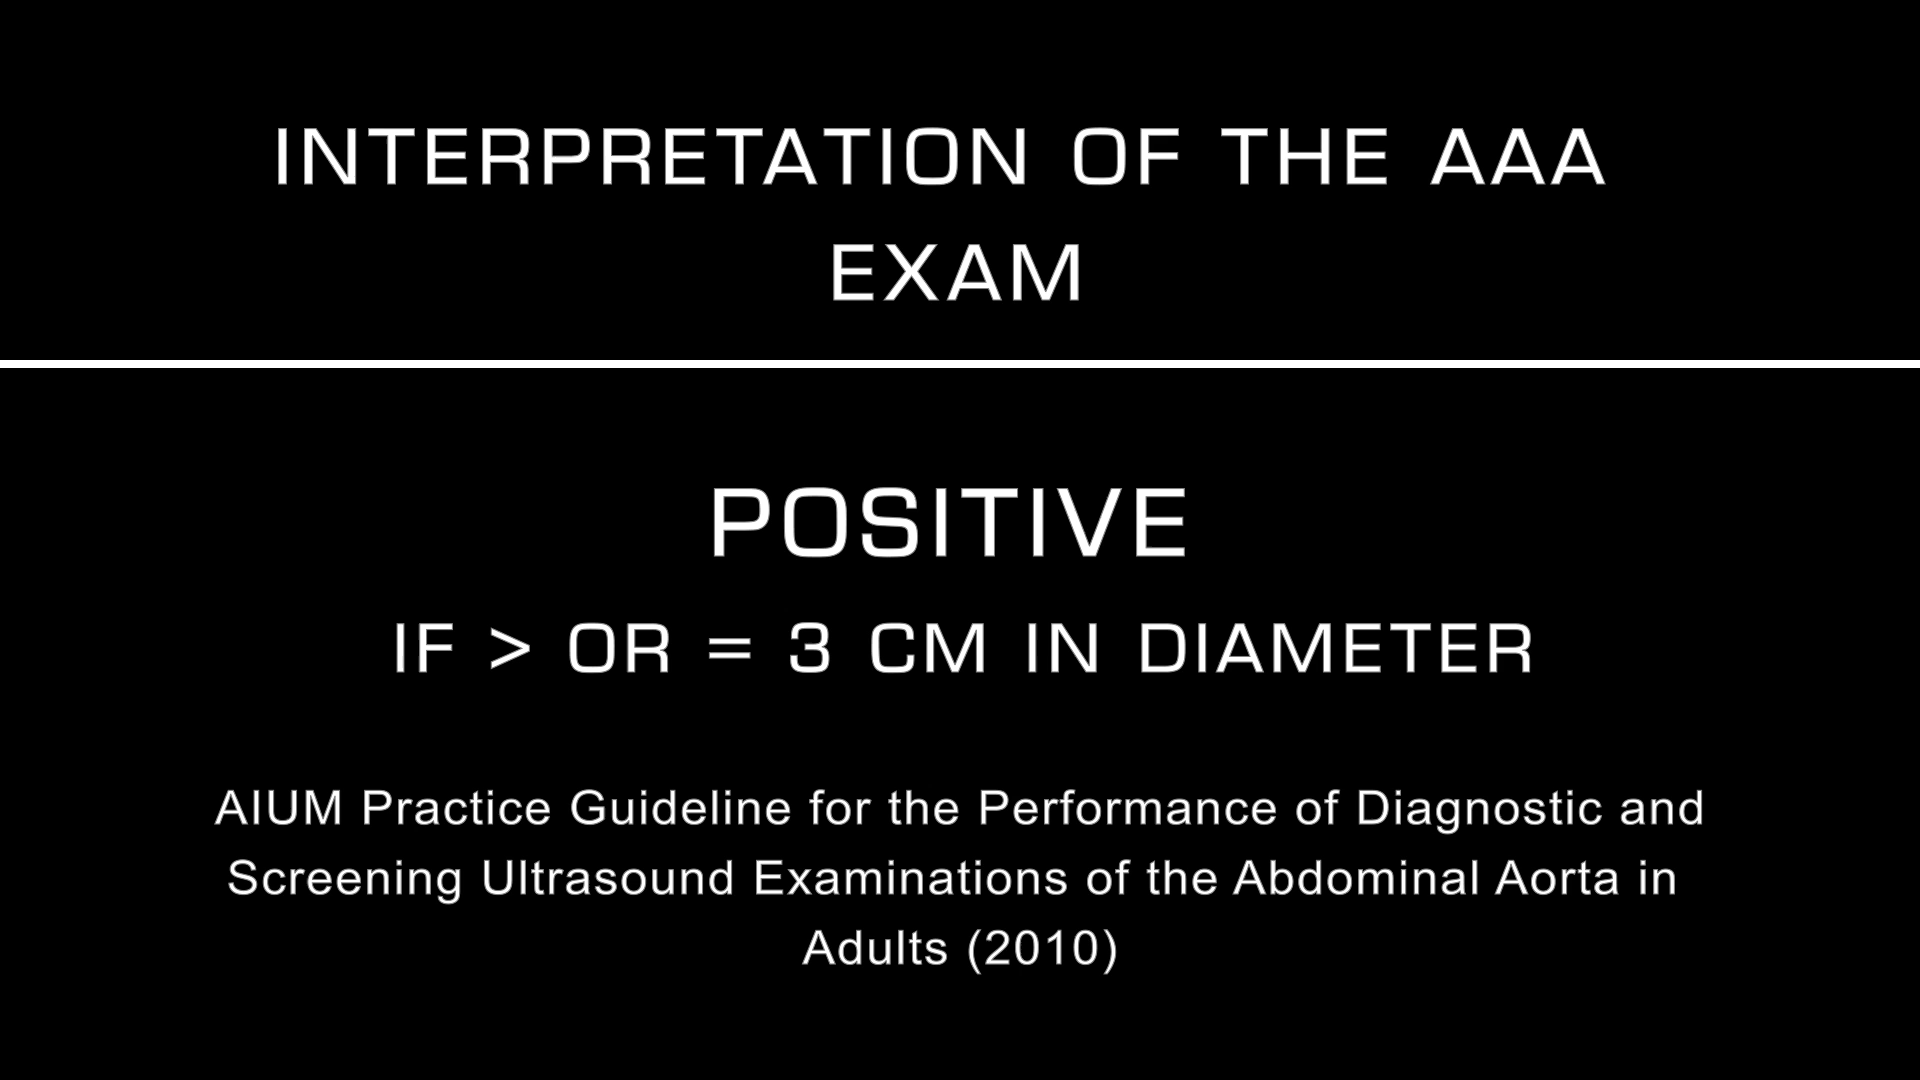 INTERPRETATION OF THE AAA
EXAM
POSITIVE
IF > OR = 3 CM IN DIAMETER
AIUM Practice Guideline for the Performance of Diagnostic and
Screening Ultrasound Examinations of the Abdominal Aorta in
Adults (2010)